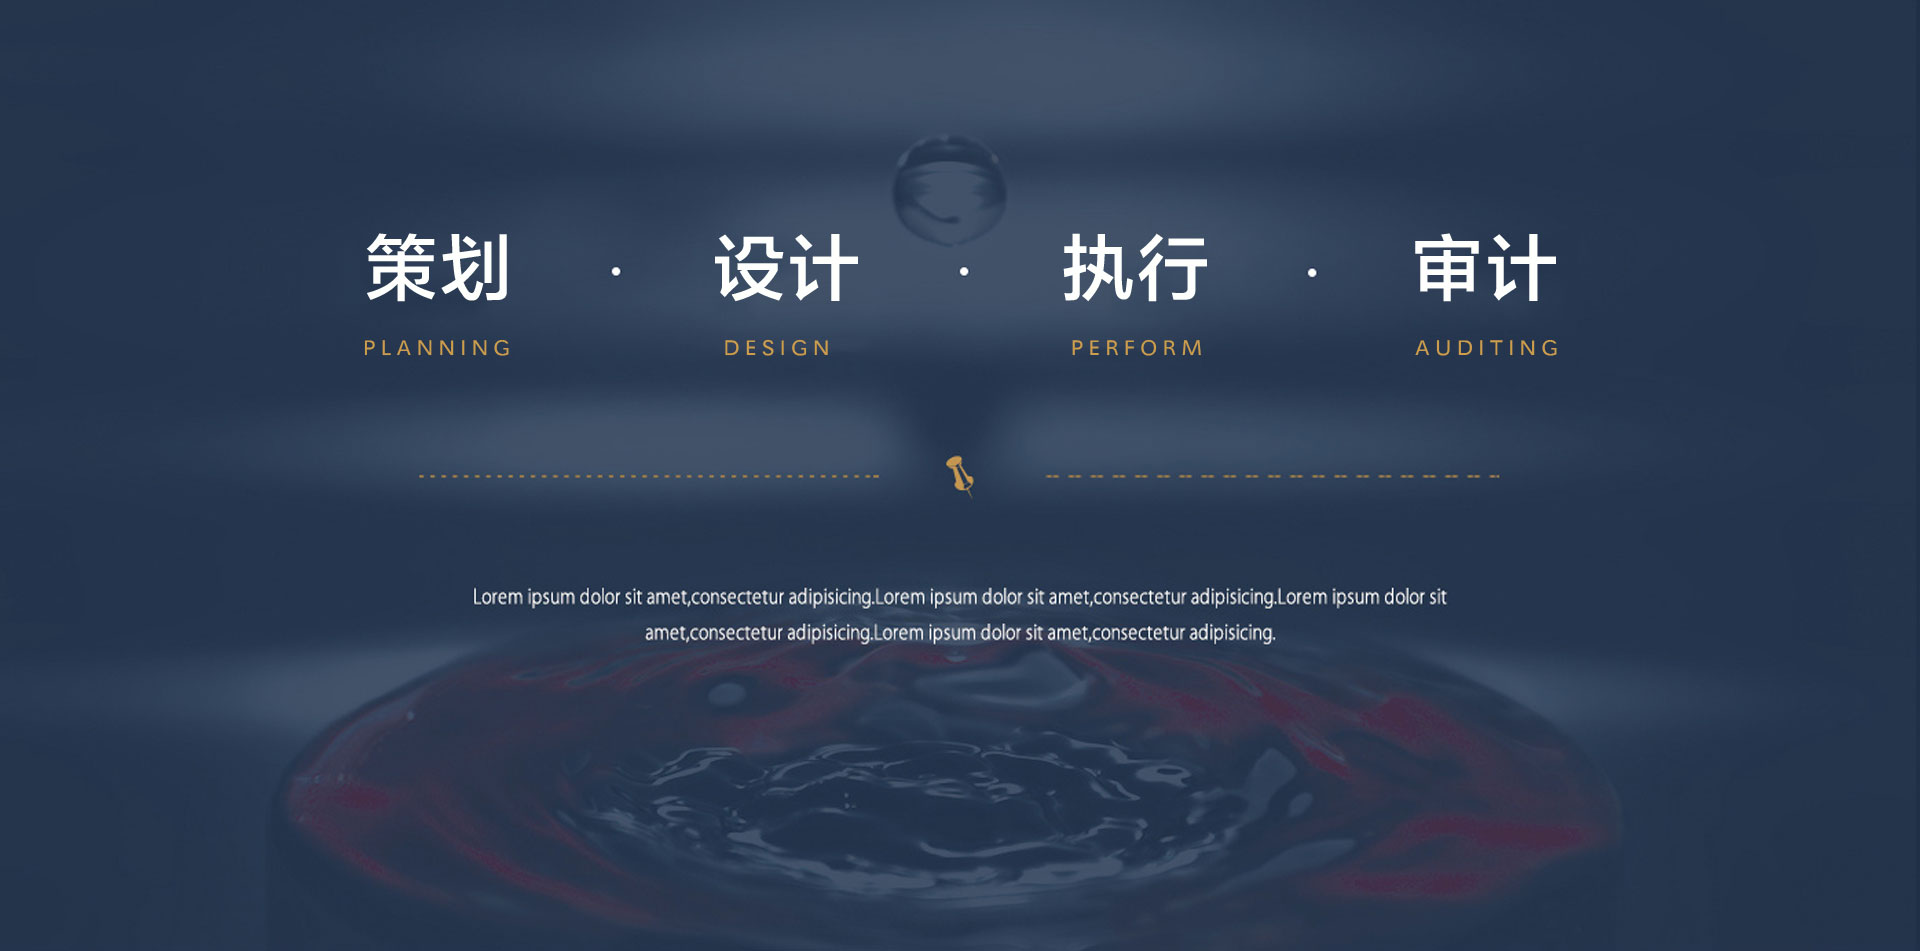 策划 · 设计 · 执行 · 审计
PLANNING DESIGN PERFORM AUDITING
Lorem ipsum dolor sit amet,consectetur adipisicing.Lorem ipsum dolor sit amet,consectetur adipisicing.Lorem ipsum dolor sit
amet,consectetur adipisicing.Lorem ipsum dolor sit amet,consectetur adipisicing.